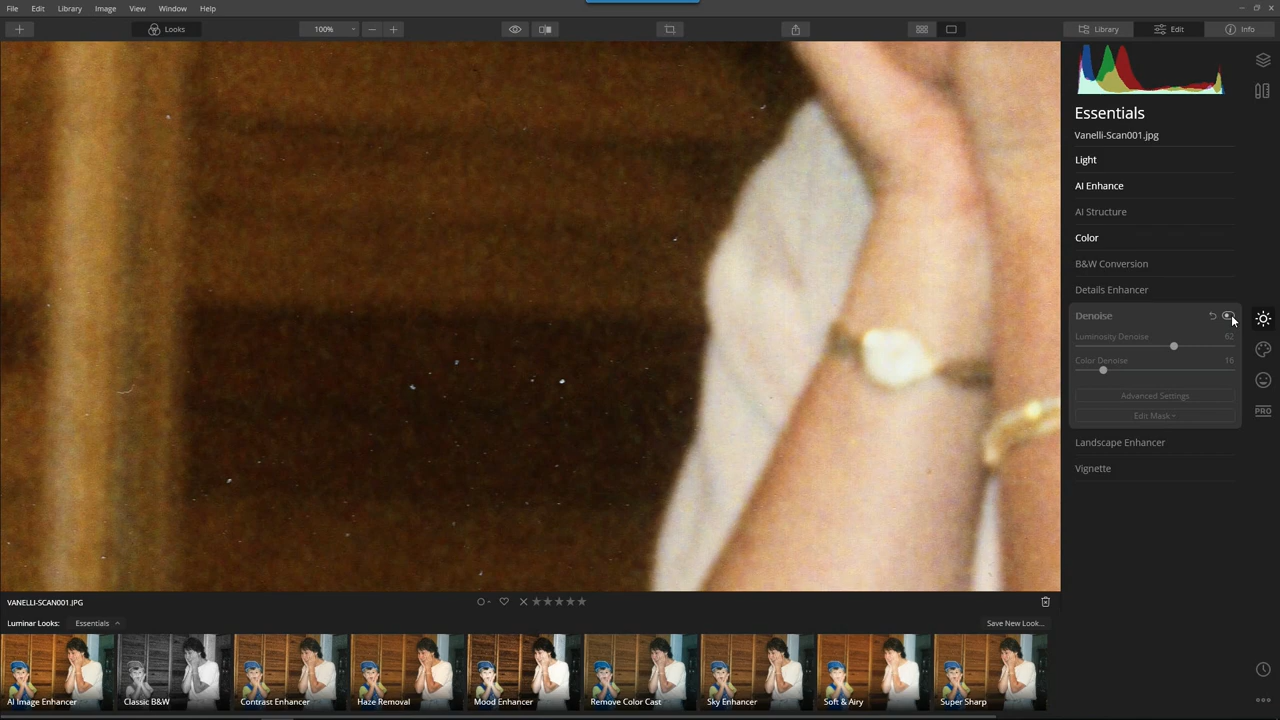 File Edit Library Image View Window Help
Looks 100% Library Edit Info
Essentials
Vanelli-Scan001.jpg
Light
AI Enhance
AI Structure
Color
B&W Conversion
Details Enhancer
Denoise
Luminosity Denoise 62
Color Denoise 16
Advanced Settings
Edit Mask
PRO
Landscape Enhancer
Vignette
VANELLI-SCAN001.JPG
Luminar Looks: Essentials Save New Look...
AI Image Enhancer Classic B&W Contrast Enhancer Haze Removal Mood Enhancer Remove Color Cast Sky Enhancer Soft & Airy Super Sharp